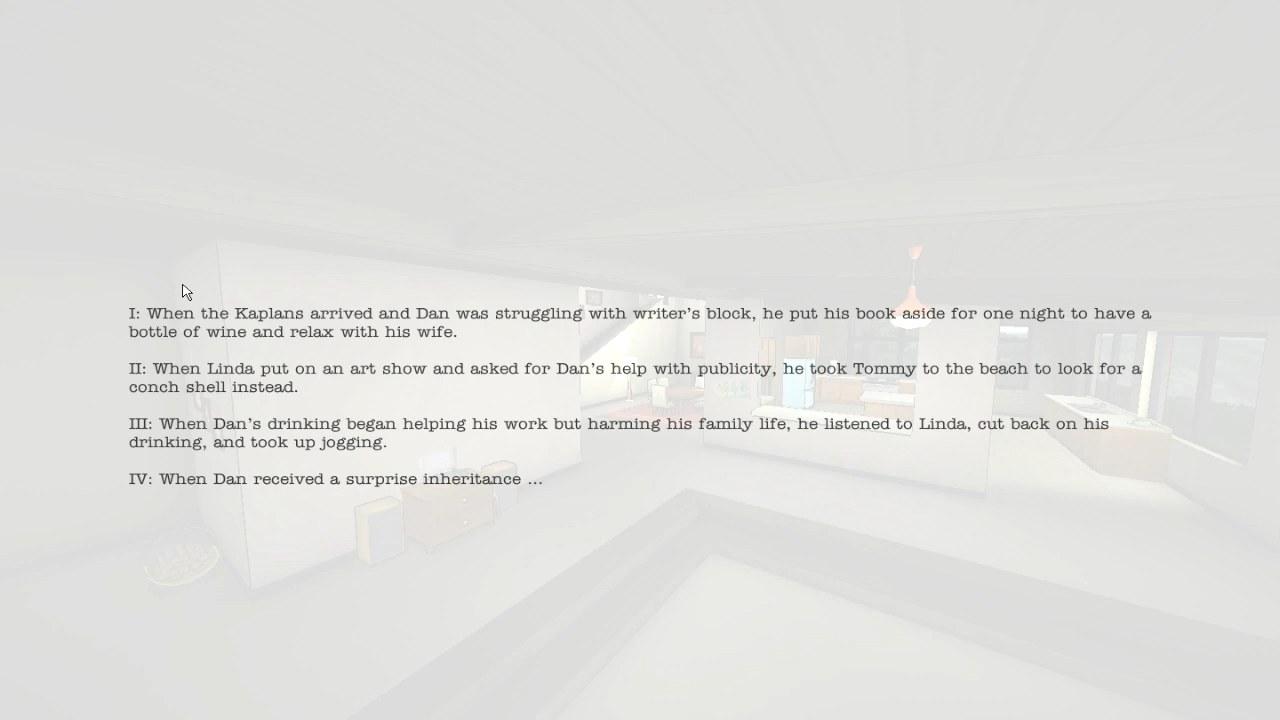 I: When the Kaplans arrived and Dan was struggling with writer's block, he put his book aside for one night to have a
bottle of wine and relax with his wife.
II: When Linda put on an art show and asked for Dan's help with publicity, he took Tommy to the beach to look for a
conch shell instead.
III: When Dan's drinking began helping his work but harming his family life, he listened to Linda, cut back on his
drinking, and took up jogging.
IV: When Dan received a surprise inheritance ...